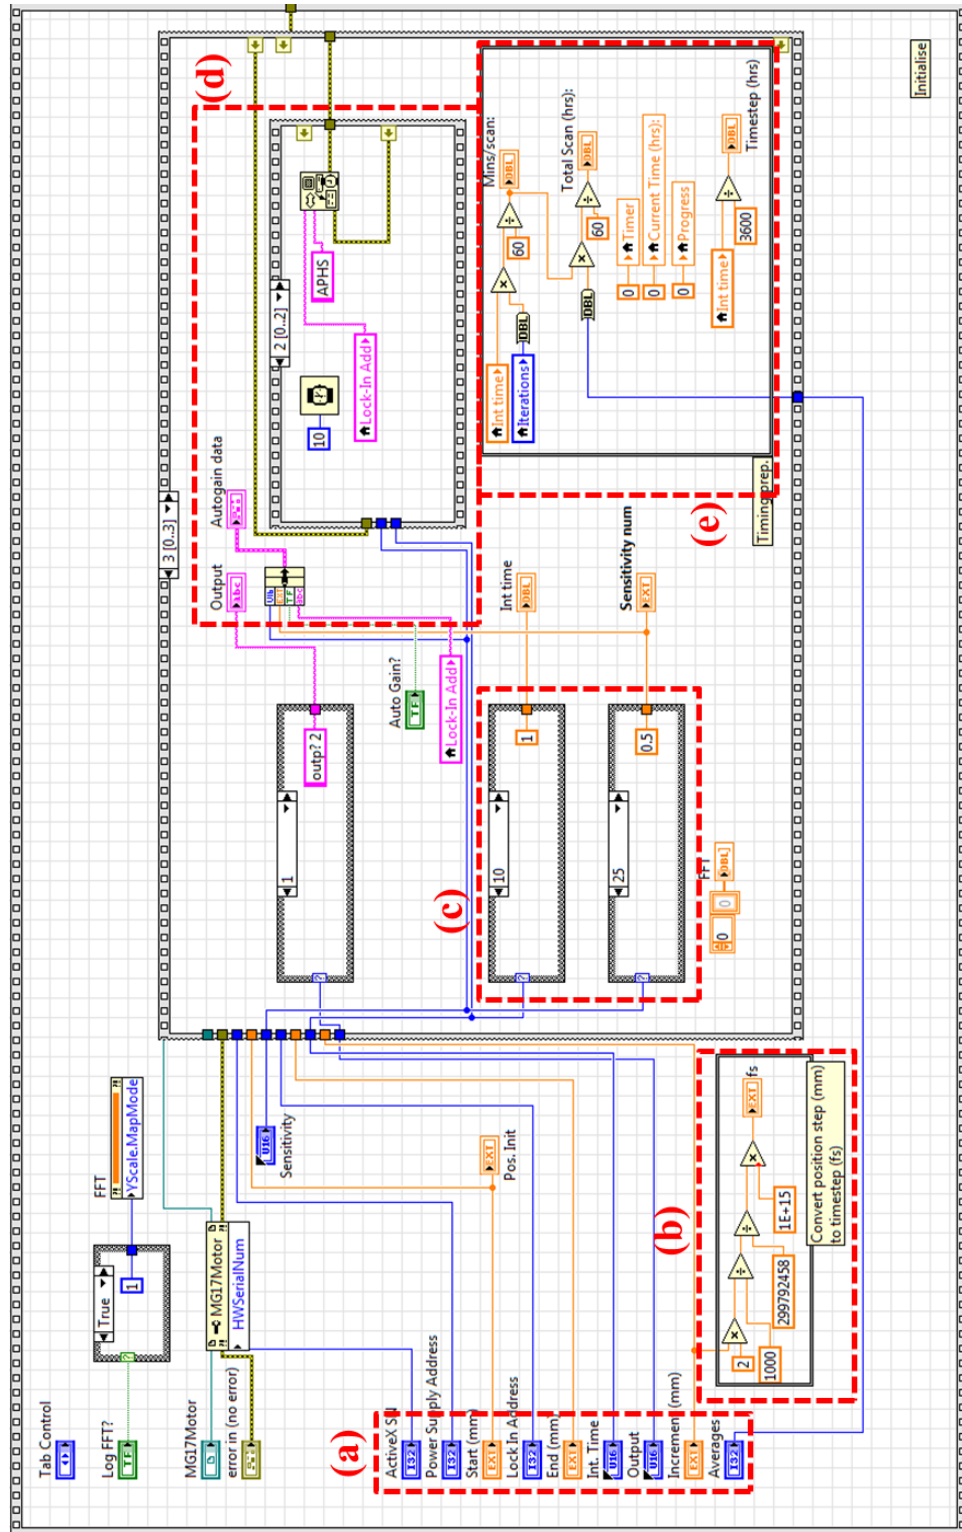 Tab Control
Log FFT?
TF
True
1
FFT
YScale.MapMode
MG17Motor
error in (no error)
MG17Motor
HWSerialNum
(a)
ActiveX SN
I32
Power Supply Address
I32
Start (mm)
EXT
Lock In Address
I32
End (mm)
EXT
Int. Time
U16
Output
U16
Increment (mm)
EXT
Averages
I32
Sensitivity
U16
Pos. Init
EXT
(b)
2
1000
299792458
1E+15
fs
EXT
Convert position step (mm)
to timestep (fs)
3 [0..3]
1
outp? 2
Output
abc
Autogain data
Auto Gain?
TF
Lock-In Add
U16
EXT
TF
abc
(c)
10
1
Int time
DBL
25
0.5
Sensitivity num
EXT
FFT
0
0
DBL
(d)
2 [0..2]
10
APHS
Lock-In Add
(e)
Int time
Iterations
DBL
60
Mins/scan:
DBL
DBL
60
Total Scan (hrs):
DBL
0
Timer
0
Current Time (hrs):
0
Progress
Int time
3600
DBL
Timestep (hrs)
Timing prep.
Initialise